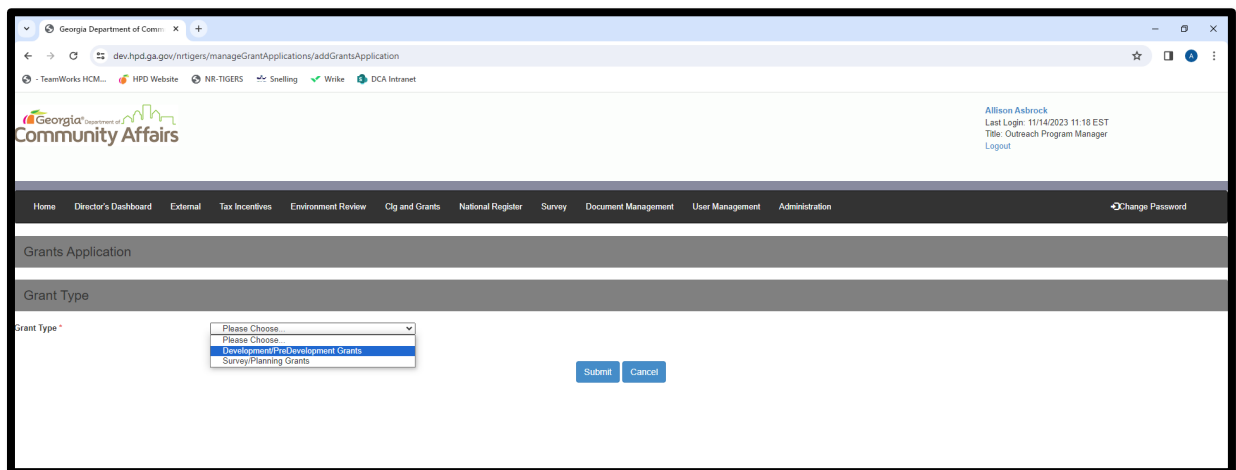 Georgia Department of Comm
dev.hpd.ga.gov/nrtigers/manageGrantApplications/addGrantsApplication
A
- TeamWorks HCM... HPD Website NR-TIGERS Snelling Wrike DCA Intranet
Georgia® Department of
Community Affairs
Allison Asbrock
Last Login: 11/14/2023 11:18 EST
Title: Outreach Program Manager
Logout
Home Director's Dashboard External Tax Incentives Environment Review Clg and Grants National Register Survey Document Management User Management Administration Change Password
Grants Application
Grant Type
Grant Type * Please Choose...
Please Choose...
Development/PreDevelopment Grants
Survey/Planning Grants
Submit Cancel